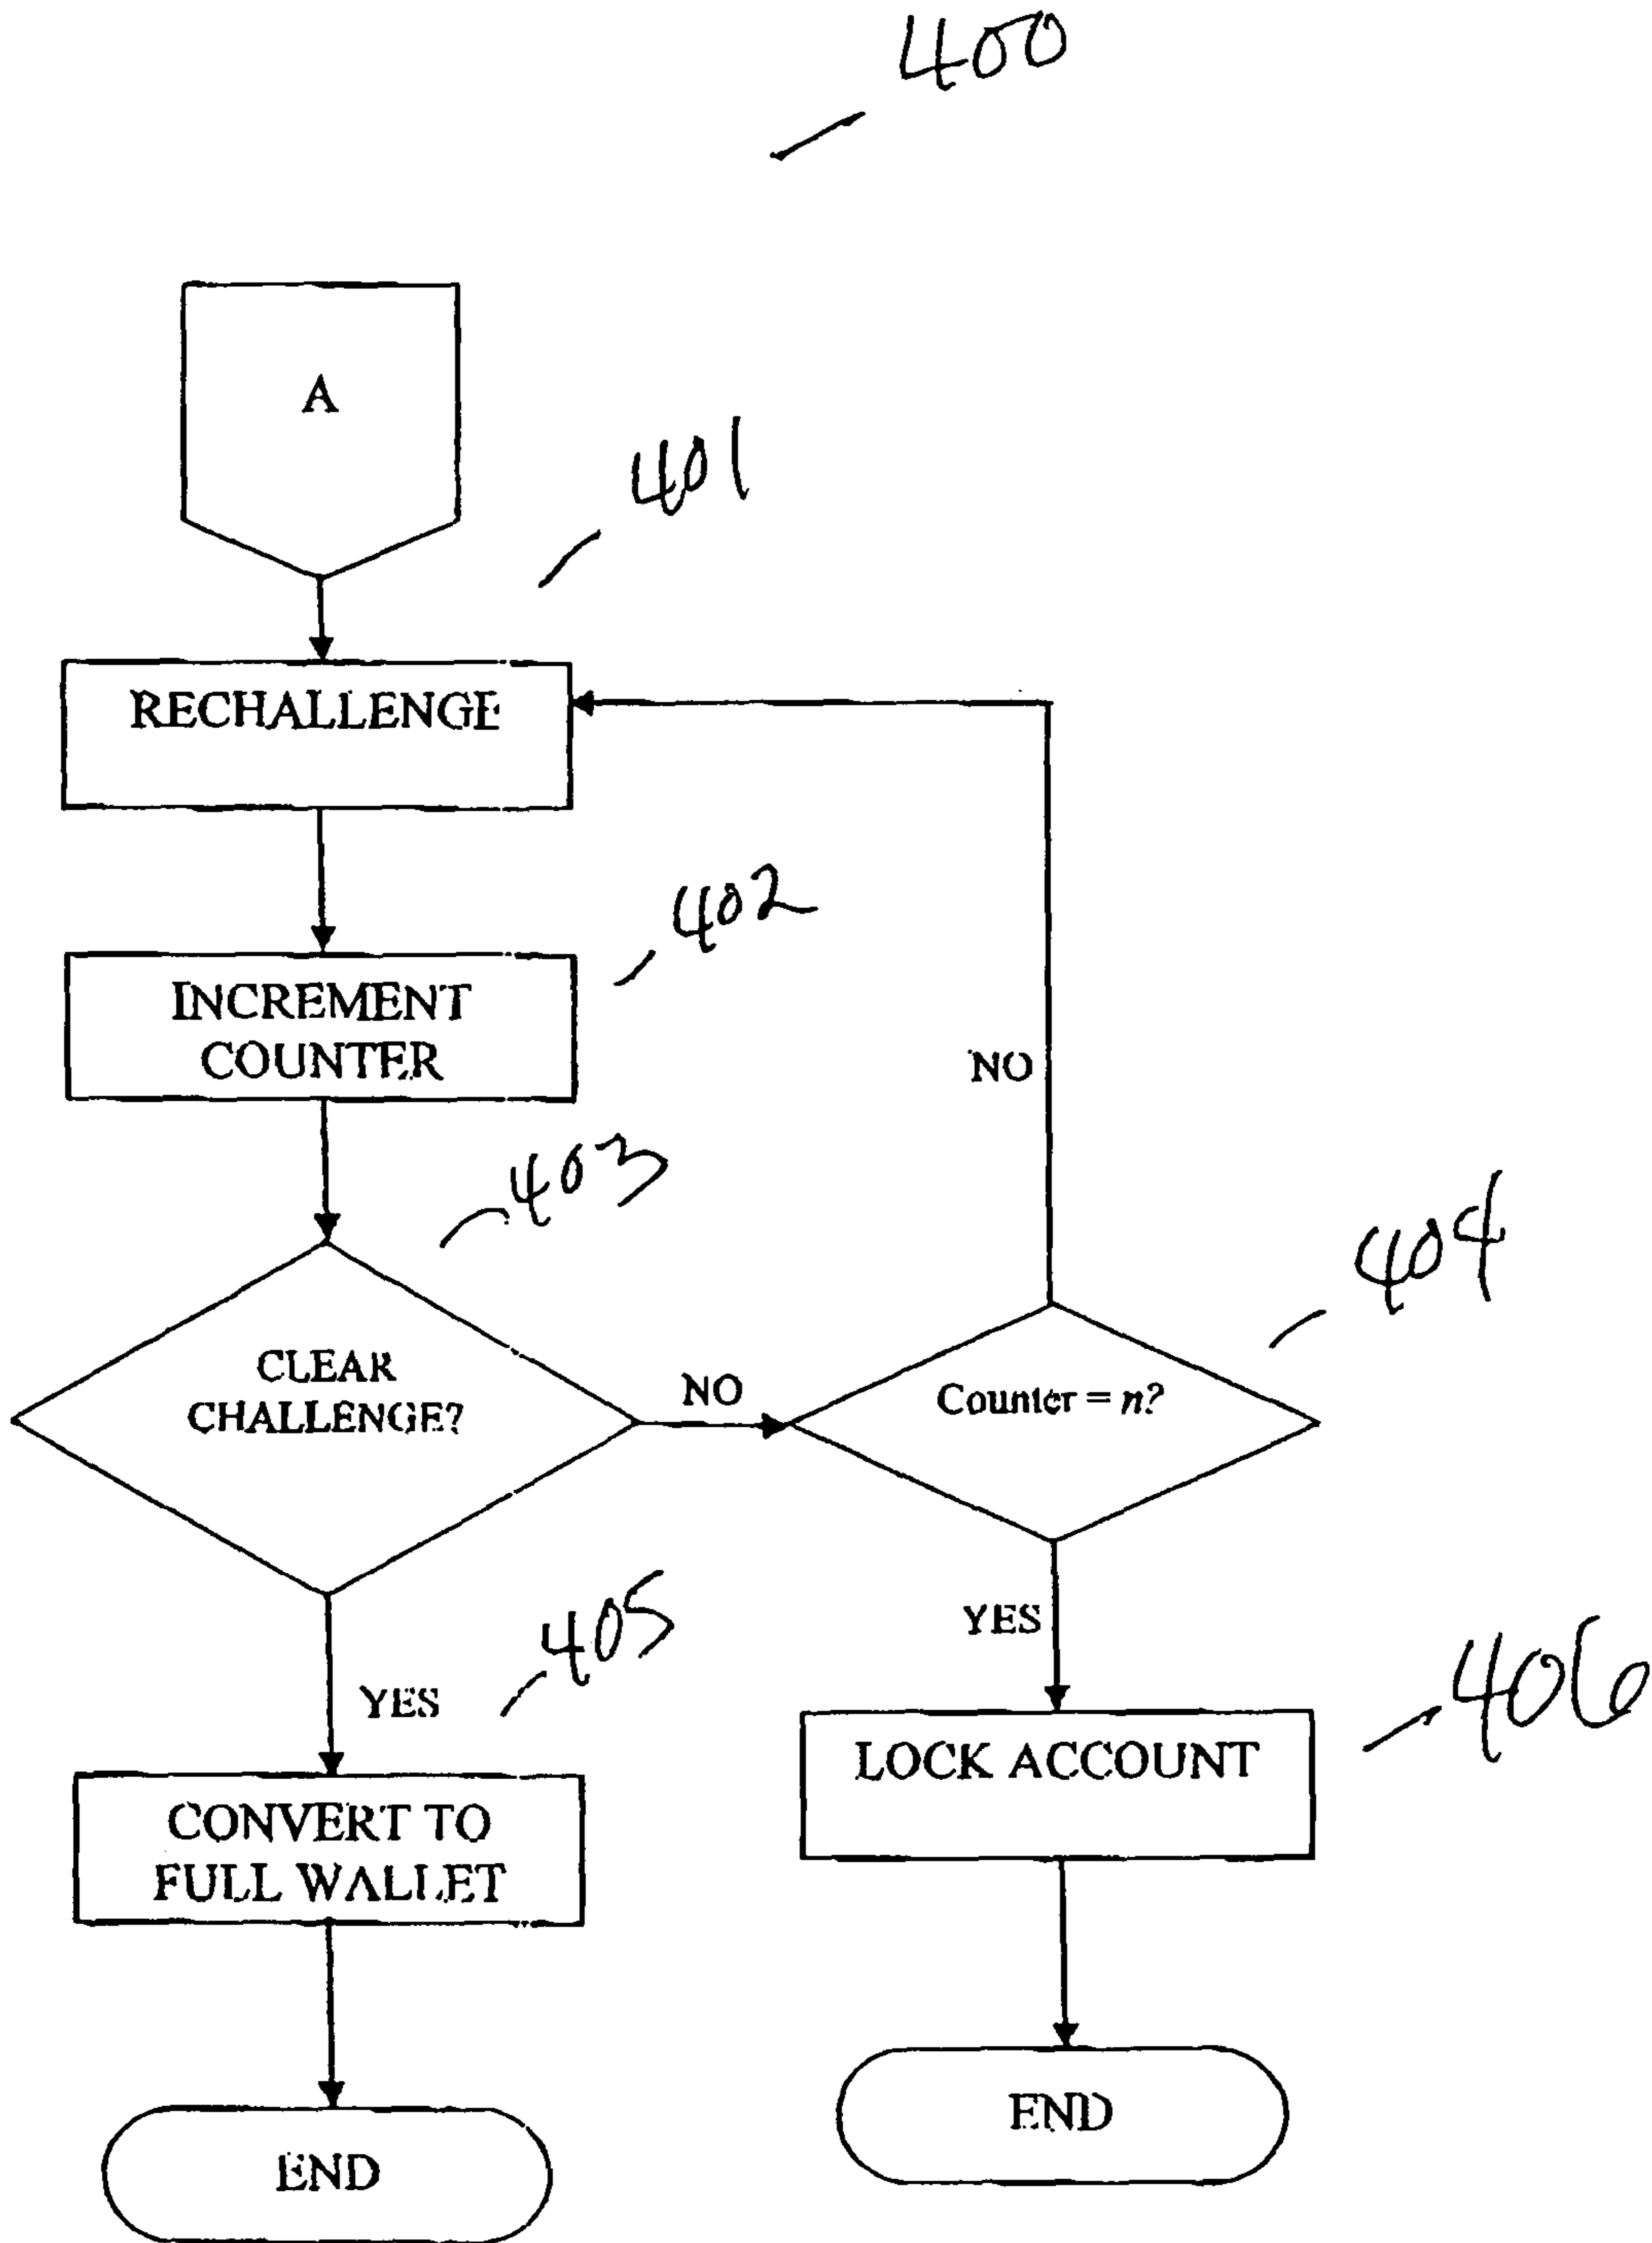 400
A
401
RECHALLENGE
402
INCREMENT
COUNTER
NO
403
404
CLEAR
CHALLENGE?
NO
Counter = n?
405
YES
YES
406
LOCK ACCOUNT
CONVERT TO
FULL WALLET
END
END